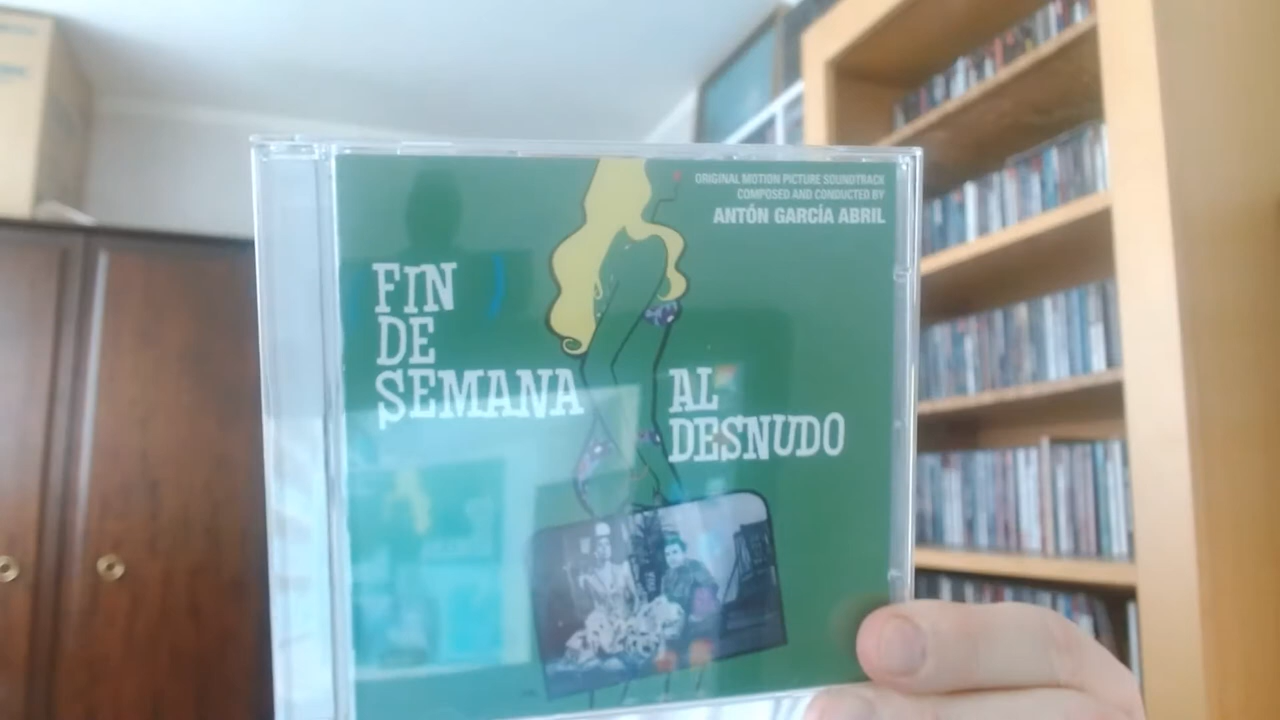 ORIGINAL MOTION PICTURE SOUNDTRACK
COMPOSED AND CONDUCTED BY
ANTÓN GARCÍA ABRIL
FIN
DE
SEMANA
AL
DESNUDO